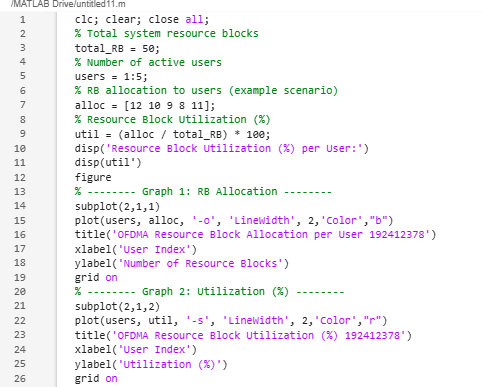 /MATLAB Drive/untitled11.m
1 clc; clear; close all;
2 % Total system resource blocks
3 total_RB = 50;
4 % Number of active users
5 users = 1:5;
6 % RB allocation to users (example scenario)
7 alloc = [12 10 9 8 11];
8 % Resource Block Utilization (%)
9 util = (alloc / total_RB) * 100;
10 disp('Resource Block Utilization (%) per User:')
11 disp(util')
12 figure
13 % -------- Graph 1: RB Allocation --------
14 subplot(2,1,1)
15 plot(users, alloc, '-o', 'LineWidth', 2,'Color',"b")
16 title('OFDMA Resource Block Allocation per User 192412378')
17 xlabel('User Index')
18 ylabel('Number of Resource Blocks')
19 grid on
20 % -------- Graph 2: Utilization (%) --------
21 subplot(2,1,2)
22 plot(users, util, '-s', 'LineWidth', 2,'Color',"r")
23 title('OFDMA Resource Block Utilization (%) 192412378')
24 xlabel('User Index')
25 ylabel('Utilization (%)')
26 grid on